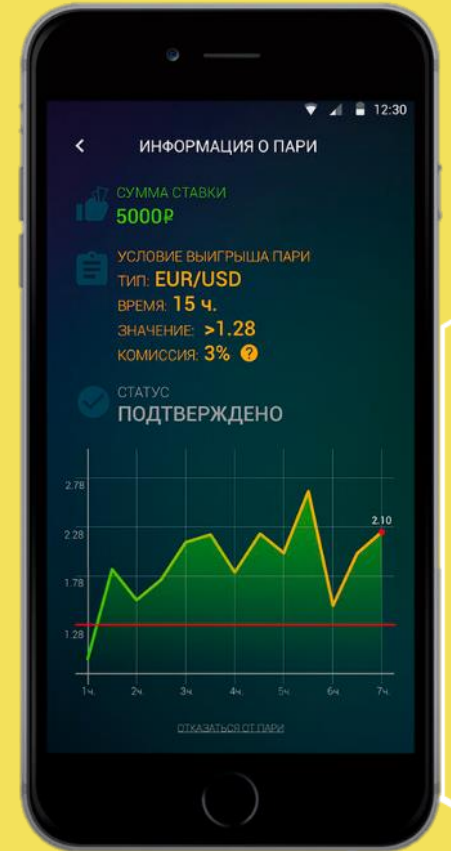 12:30
ИНФОРМАЦИЯ О ПАРИ
СУММА СТАВКИ
5000₽
УСЛОВИЕ ВЫИГРЫША ПАРИ
ТИП: EUR/USD
ВРЕМЯ: 15 ч.
ЗНАЧЕНИЕ: >1.28
КОМИССИЯ: 3% ?
СТАТУС
ПОДТВЕРЖДЕНО
2.78
2.28
2.10
1.78
1.28
1ч. 2ч. 3ч. 4ч. 5ч. 6ч. 7ч.
ОТКАЗАТЬСЯ ОТ ПАРИ